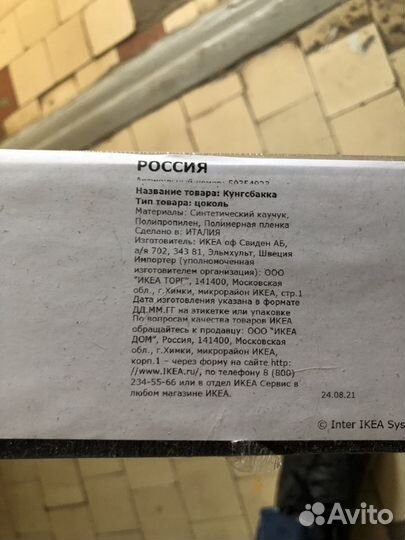 РОССИЯ
Название товара: Кунгсбакка
Тип товара: цоколь
Материалы: Синтетический каучук,
Полипропилен, Полимерная пленка
Сделано в: ИТАЛИЯ
Изготовитель: ИКЕА оф Свиден АБ,
а/я 702, 343 81, Эльмхульт, Швеция
Импортер (уполномоченная
изготовителем организация): ООО
"ИКЕА ТОРГ", 141400, Московская
обл., г.Химки, микрорайон ИКЕА, стр.1
Дата изготовления указана в формате
ДД.ММ.ГГ на этикетке или упаковке
По вопросам качества товаров ИКЕА
обращайтесь к продавцу: ООО "ИКЕА
ДОМ", Россия, 141400, Московская
обл., г.Химки, микрорайон ИКЕА,
корп.1 – через форму на сайте http:
//www.IKEA.ru/, по телефону 8 (800)
234-55-66 или в отдел ИКЕА Сервис в
любом магазине ИКЕА.
24.08.21
© Inter IKEA Sys
Avito